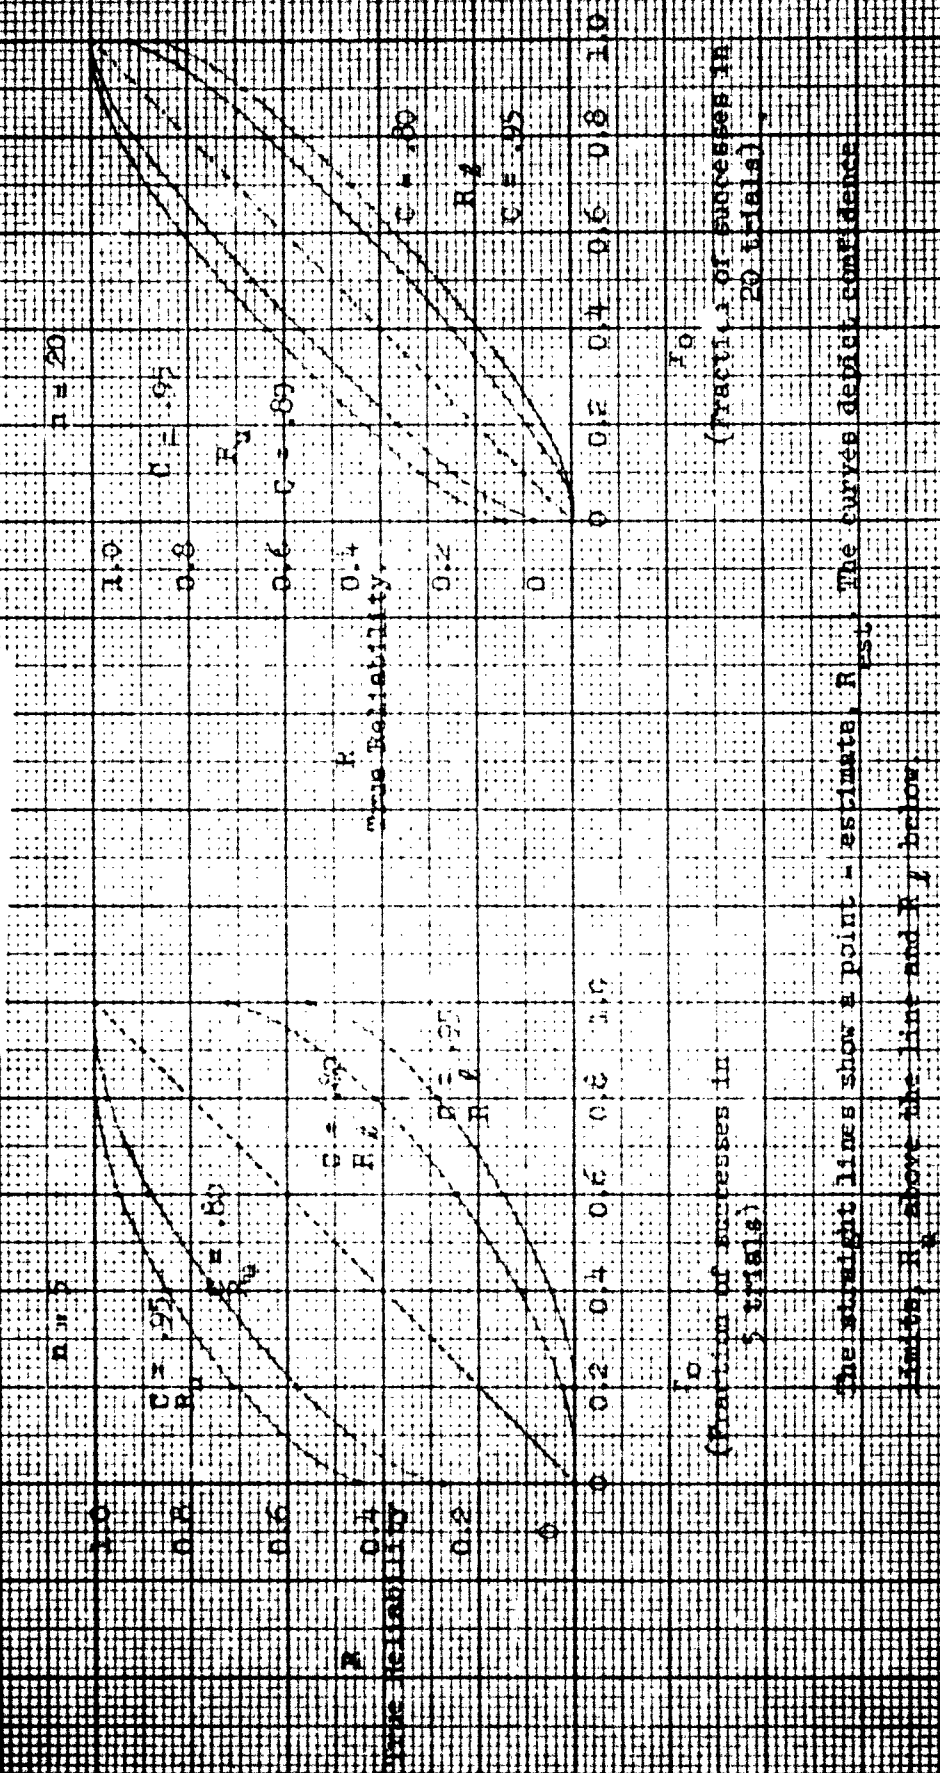 n = 5
C = .95
R u
C = .80
R u
C = .80
R ℓ
C = .95
R ℓ
1.0
0.8
0.6
0.4
0.2
0
R
True Reliability
0 0.2 0.4 0.6 0.8 1.0
r o
(Fraction of successes in
5 trials)
n = 20
C = .95
R u
C = .80
C = .80
R ℓ
C = .95
1.0
0.8
0.6
0.4
0.2
0
R
True Reliability.
0 0.2 0.4 0.6 0.8 1.0
r o
(Fraction of successes in
20 trials)
The straight lines show a point - estimate, R est. The curves depict confidence
limits, R u above the line and R ℓ below.